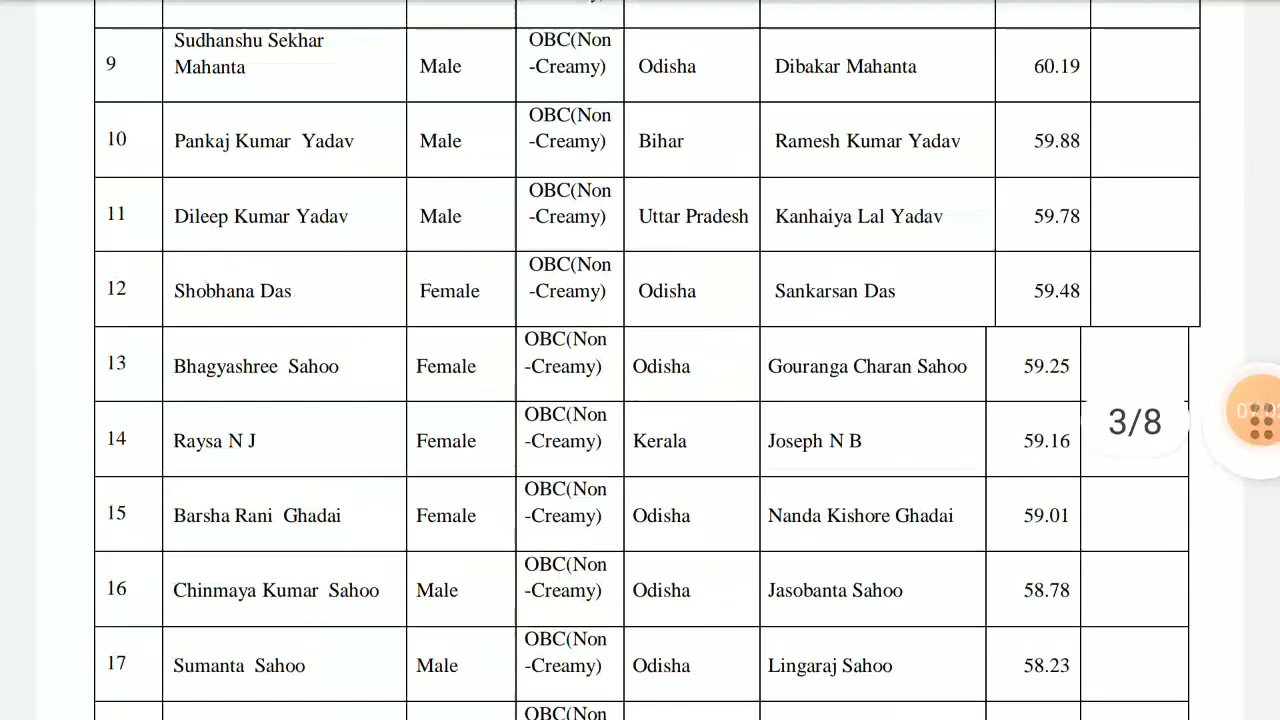 9 Sudhanshu Sekhar Mahanta Male OBC(Non -Creamy) Odisha Dibakar Mahanta 60.19
10 Pankaj Kumar Yadav Male OBC(Non -Creamy) Bihar Ramesh Kumar Yadav 59.88
11 Dileep Kumar Yadav Male OBC(Non -Creamy) Uttar Pradesh Kanhaiya Lal Yadav 59.78
12 Shobhana Das Female OBC(Non -Creamy) Odisha Sankarsan Das 59.48
13 Bhagyashree Sahoo Female OBC(Non -Creamy) Odisha Gouranga Charan Sahoo 59.25
14 Raysa N J Female OBC(Non -Creamy) Kerala Joseph N B 59.16
3/8
15 Barsha Rani Ghadai Female OBC(Non -Creamy) Odisha Nanda Kishore Ghadai 59.01
16 Chinmaya Kumar Sahoo Male OBC(Non -Creamy) Odisha Jasobanta Sahoo 58.78
17 Sumanta Sahoo Male OBC(Non -Creamy) Odisha Lingaraj Sahoo 58.23
OBC(Non